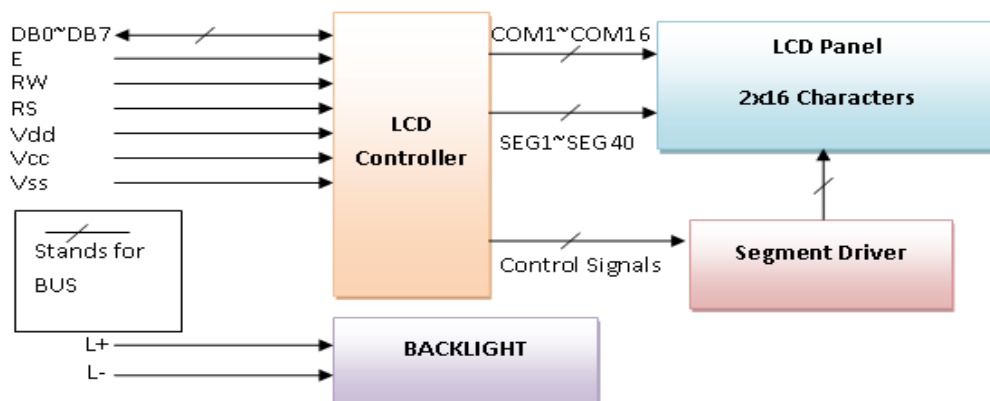 DB0~DB7
E
RW
RS
Vdd
Vcc
Vss
Stands for
BUS
L+
L-
LCD
Controller
COM1~COM16
SEG1~SEG40
Control Signals
LCD Panel
2x16 Characters
Segment Driver
BACKLIGHT